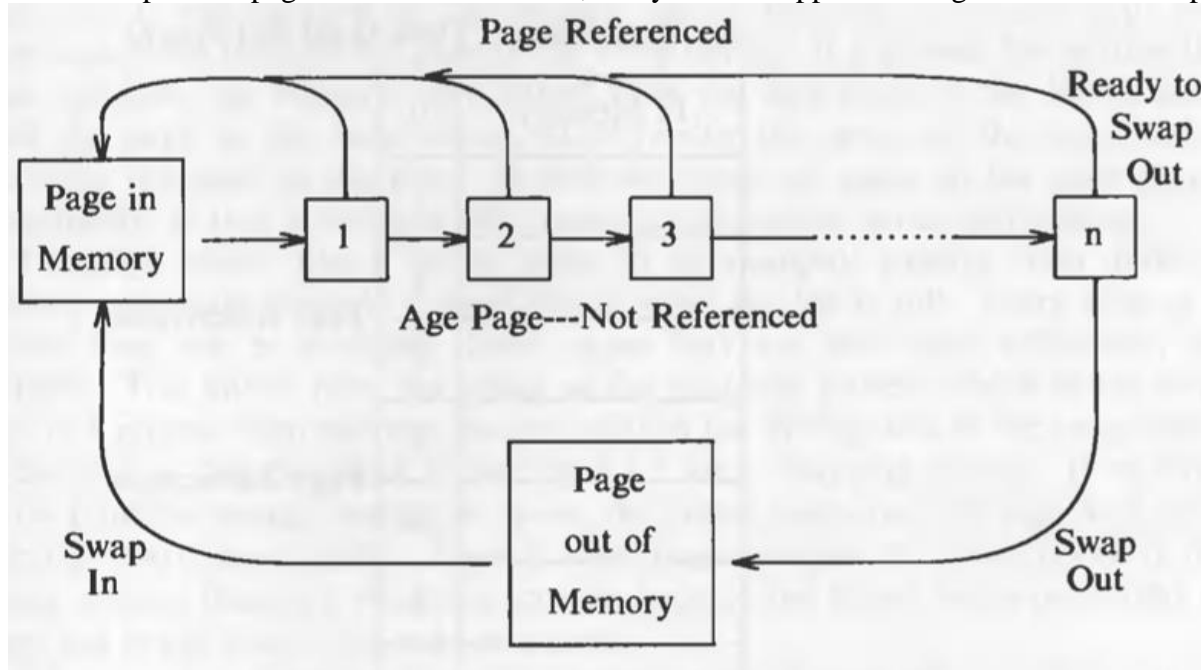 Page Referenced
Ready to
Swap
Out
Page in
Memory
1
2
3
n
Age Page---Not Referenced
Page
out of
Memory
Swap
In
Swap
Out